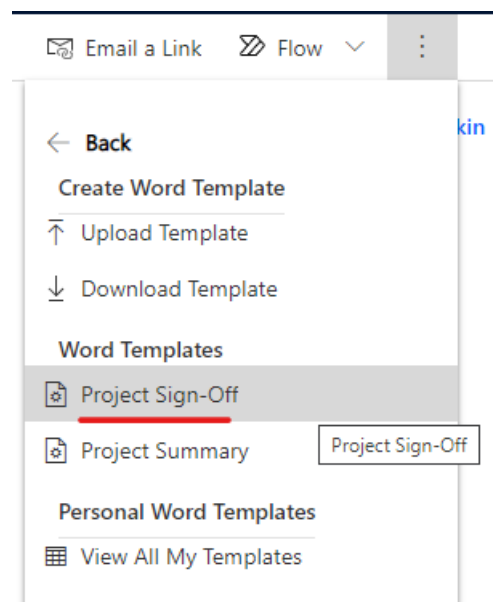 Email a Link Flow
kin
Back
Create Word Template
Upload Template
Download Template
Word Templates
Project Sign-Off
Project Summary
Project Sign-Off
Personal Word Templates
View All My Templates